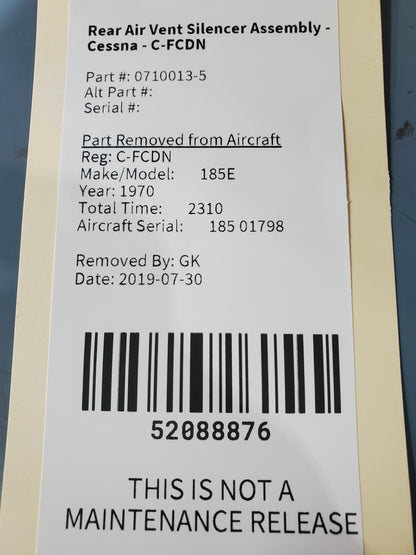 Rear Air Vent Silencer Assembly -
Cessna - C-FCDN
Part #: 0710013-5
Alt Part #:
Serial #:
Part Removed from Aircraft
Reg: C-FCDN
Make/Model: 185E
Year: 1970
Total Time: 2310
Aircraft Serial: 185 01798
Removed By: GK
Date: 2019-07-30
52088876
THIS IS NOT A
MAINTENANCE RELEASE